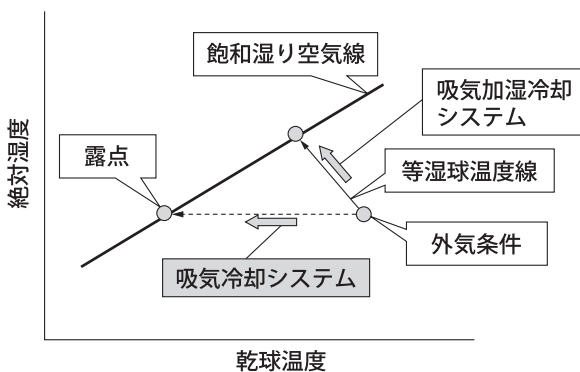 飽和湿り空気線
吸気加湿冷却
システム
露点
等湿球温度線
外気条件
吸気冷却システム
絶対湿度
乾球温度